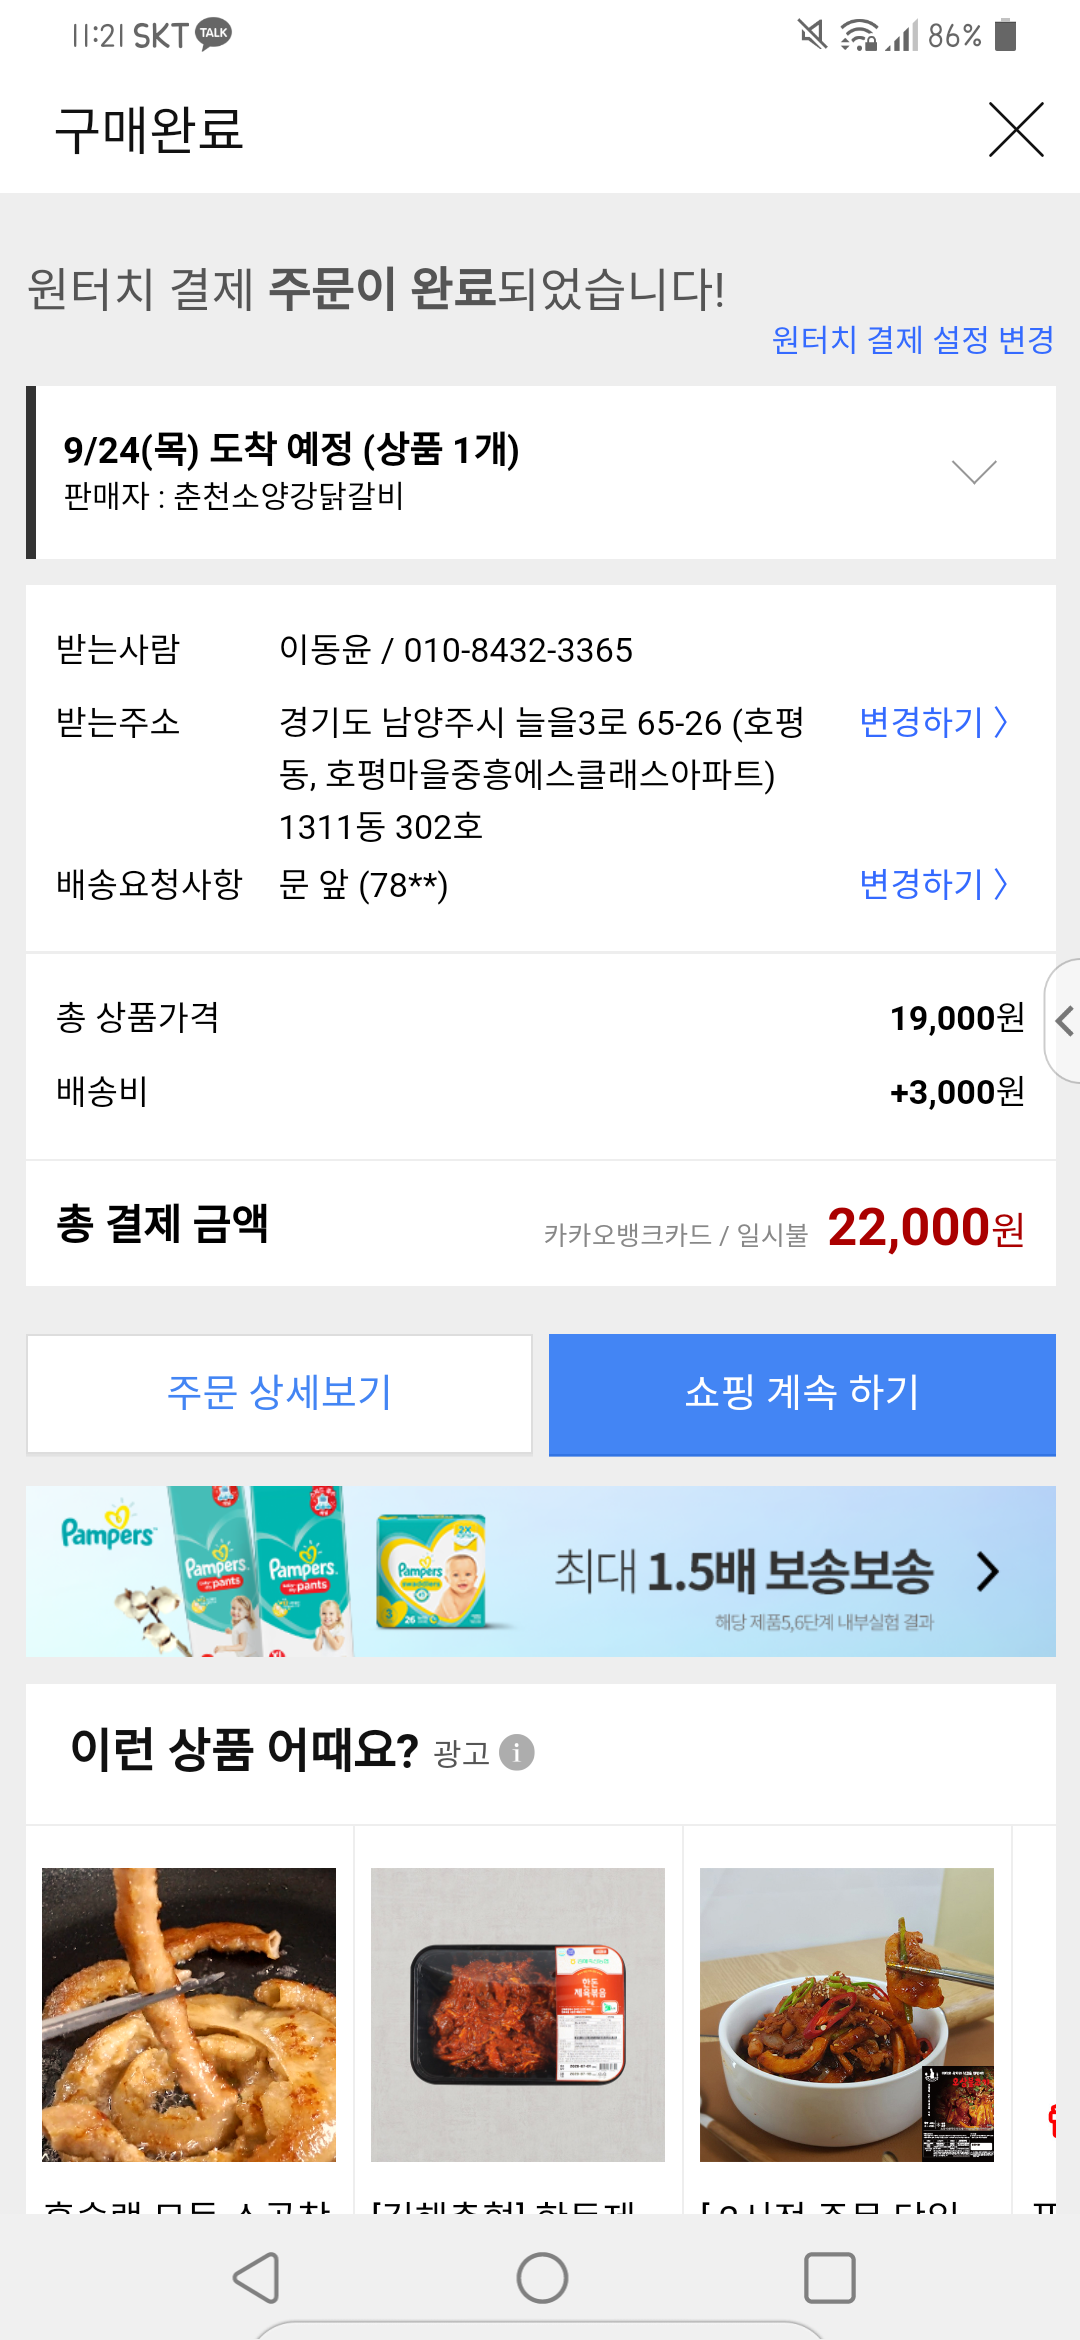 11:21 SKT TALK 86%
구매완료
원터치 결제 주문이 완료되었습니다!
원터치 결제 설정 변경
9/24(목) 도착 예정 (상품 1개)
판매자 : 춘천소양강닭갈비
받는사람 이동윤 / 010-8432-3365
받는주소 경기도 남양주시 늘을3로 65-26 (호평 변경하기 〉
동, 호평마을중흥에스클래스아파트)
1311동 302호
배송요청사항 문 앞 (78**) 변경하기 〉
총 상품가격 19,000원
배송비 +3,000원
총 결제 금액 카카오뱅크카드 / 일시불 22,000원
주문 상세보기 쇼핑 계속 하기
Pampers
Pampers pants
Pampers pants
Pampers swaddlers
3 26
최대 1.5배 보송보송
해당 제품5,6단계 내부실험 결과
이런 상품 어때요? 광고 i
한돈
제육볶음